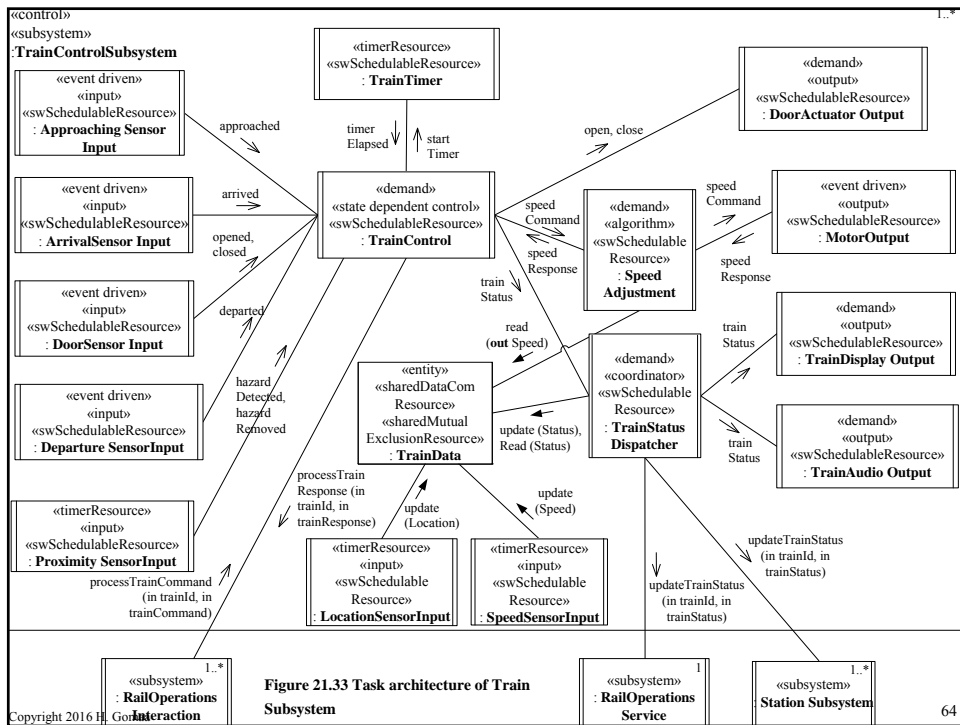 «control»
«subsystem»
:TrainControlSubsystem
1..*
«timerResource»
«swSchedulableResource»
: TrainTimer
«demand»
«output»
«swSchedulableResource»
: DoorActuator Output
«event driven»
«input»
«swSchedulableResource»
: Approaching Sensor
Input
approached
timer
Elapsed
start
Timer
open, close
«event driven»
«input»
«swSchedulableResource»
: ArrivalSensor Input
arrived
«demand»
«state dependent control»
«swSchedulableResource»
: TrainControl
speed
Command
speed
Response
«demand»
«algorithm»
«swSchedulable
Resource»
: Speed
Adjustment
speed
Command
speed
Response
«event driven»
«output»
«swSchedulableResource»
: MotorOutput
opened,
closed
«event driven»
«input»
«swSchedulableResource»
: DoorSensor Input
departed
train
Status
read
(out Speed)
train
Status
«demand»
«output»
«swSchedulableResource»
: TrainDisplay Output
«event driven»
«input»
«swSchedulableResource»
: Departure SensorInput
hazard
Detected,
hazard
Removed
«entity»
«sharedDataCom
Resource»
«sharedMutual
ExclusionResource»
: TrainData
update (Status),
Read (Status)
«demand»
«coordinator»
«swSchedulable
Resource»
: TrainStatus
Dispatcher
train
Status
«demand»
«output»
«swSchedulableResource»
: TrainAudio Output
«timerResource»
«input»
«swSchedulableResource»
: Proximity SensorInput
processTrain
Response (in
trainId, in
trainResponse)
update
(Location)
update
(Speed)
processTrainCommand
(in trainId, in
trainCommand)
«timerResource»
«input»
«swSchedulable
Resource»
: LocationSensorInput
«timerResource»
«input»
«swSchedulable
Resource»
: SpeedSensorInput
updateTrainStatus
(in trainId, in
trainStatus)
updateTrainStatus
(in trainId, in
trainStatus)
1..*
«subsystem»
: RailOperations
Interaction
Figure 21.33 Task architecture of Train
Subsystem
1
«subsystem»
: RailOperations
Service
1..*
«subsystem»
: Station Subsystem
Copyright 2016 H. Gomaa
64